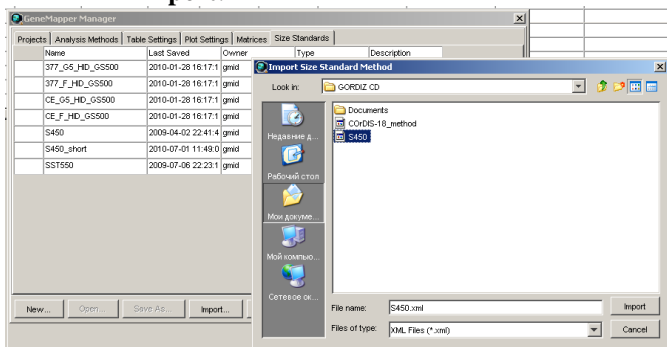 GeneMapper Manager
Projects Analysis Methods Table Settings Plot Settings Matrices Size Standards
Name Last Saved Owner Type Description
377_G5_HID_GS500 2010-01-28 16:17:1 gmid
377_F_HID_GS500 2010-01-28 16:17:1 gmid
CE_G5_HID_GS500 2010-01-28 16:17:1 gmid
CE_F_HID_GS500 2010-01-28 16:17:1 gmid
S450 2009-04-02 22:41:4 gmid
S450_short 2010-07-01 11:49:0 gmid
SST550 2009-07-06 22:23:1 gmid
New... Open... Save As... Import...
Import Size Standard Method
Look in: GORDIZ CD
Недавние д...
Рабочий стол
Мои докуме...
Мой компью...
Сетевое ок...
Documents
COrDIS-18_method
S450
File name: S450.xml Import
Files of type: XML Files (*.xml) Cancel